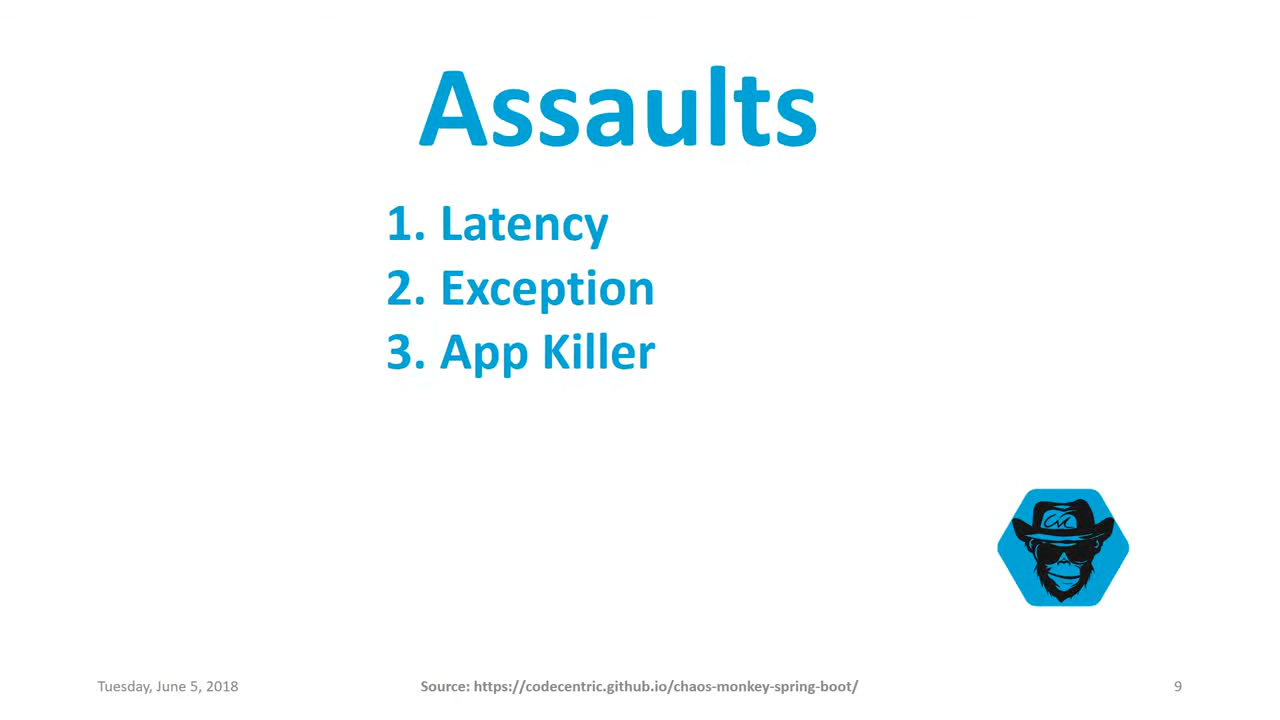 Assaults
1. Latency
2. Exception
3. App Killer
Tuesday, June 5, 2018
Source: https://codecentric.github.io/chaos-monkey-spring-boot/
9